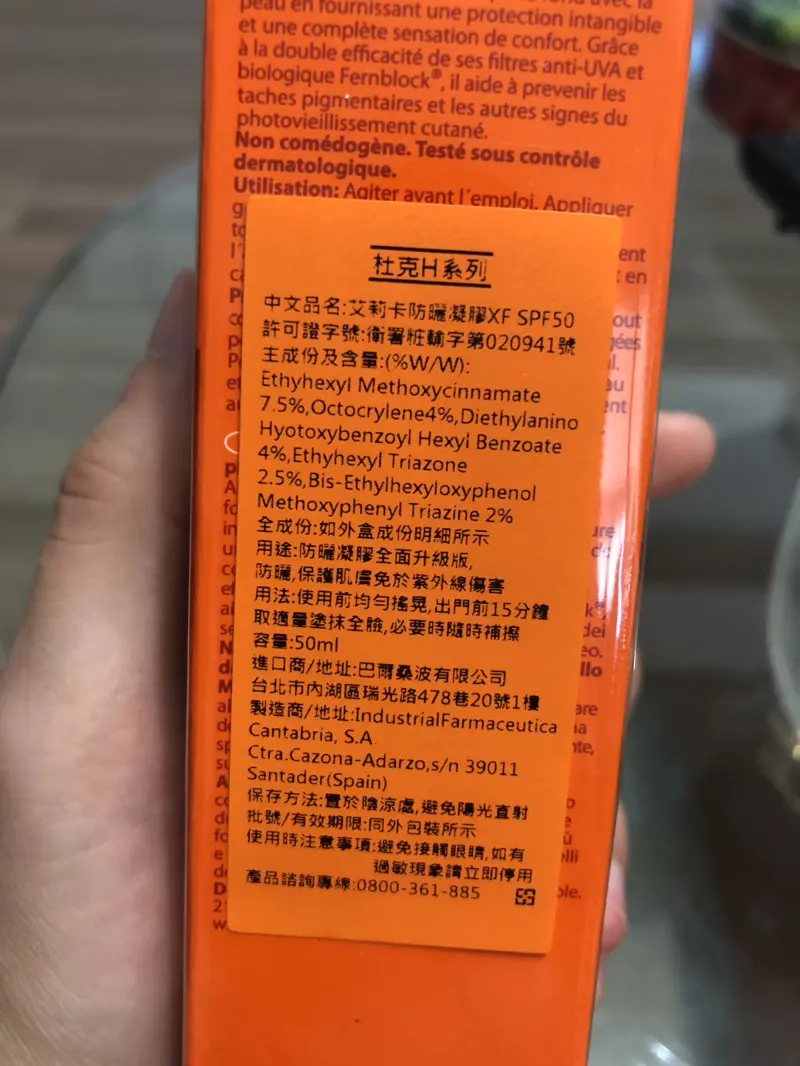 peau en fournissant une protection intangible
et une complète sensation de confort. Grâce
à la double efficacité de ses filtres anti-UVA et
biologique Fernblock®, il aide à prevenir les
taches pigmentaires et les autres signes du
photovieillissement cutané.
Non comédogène. Testé sous contrôle
dermatologique.
Utilisation: Agiter avant l´emploi. Appliquer
杜克H系列
中文品名:艾莉卡防曬凝膠XF SPF50
許可證字號:衛署粧輸字第020941號
主成份及含量:(%W/W):
Ethyhexyl Methoxycinnamate
7.5%,Octocrylene4%,Diethylanino
Hyotoxybenzoyl Hexyl Benzoate
4%,Ethyhexyl Triazone
2.5%,Bis-Ethylhexyloxyphenol
Methoxyphenyl Triazine 2%
全成份:如外盒成份明細所示
用途:防曬凝膠全面升級版,
防曬,保護肌膚免於紫外線傷害
用法:使用前均勻搖晃,出門前15分鐘
取適量塗抹全臉,必要時隨時補擦
容量:50ml
進口商/地址:巴爾桑波有限公司
台北市內湖區瑞光路478巷20號1樓
製造商/地址:IndustrialFarmaceutica
Cantabria, S.A.
Ctra.Cazona-Adarzo,s/n 39011
Santader(Spain)
保存方法:置於陰涼處,避免陽光直射
批號/有效期限:同外包裝所示
使用時注意事項:避免接觸眼睛,如有
過敏現象請立即停用
產品諮詢專線:0800-361-885